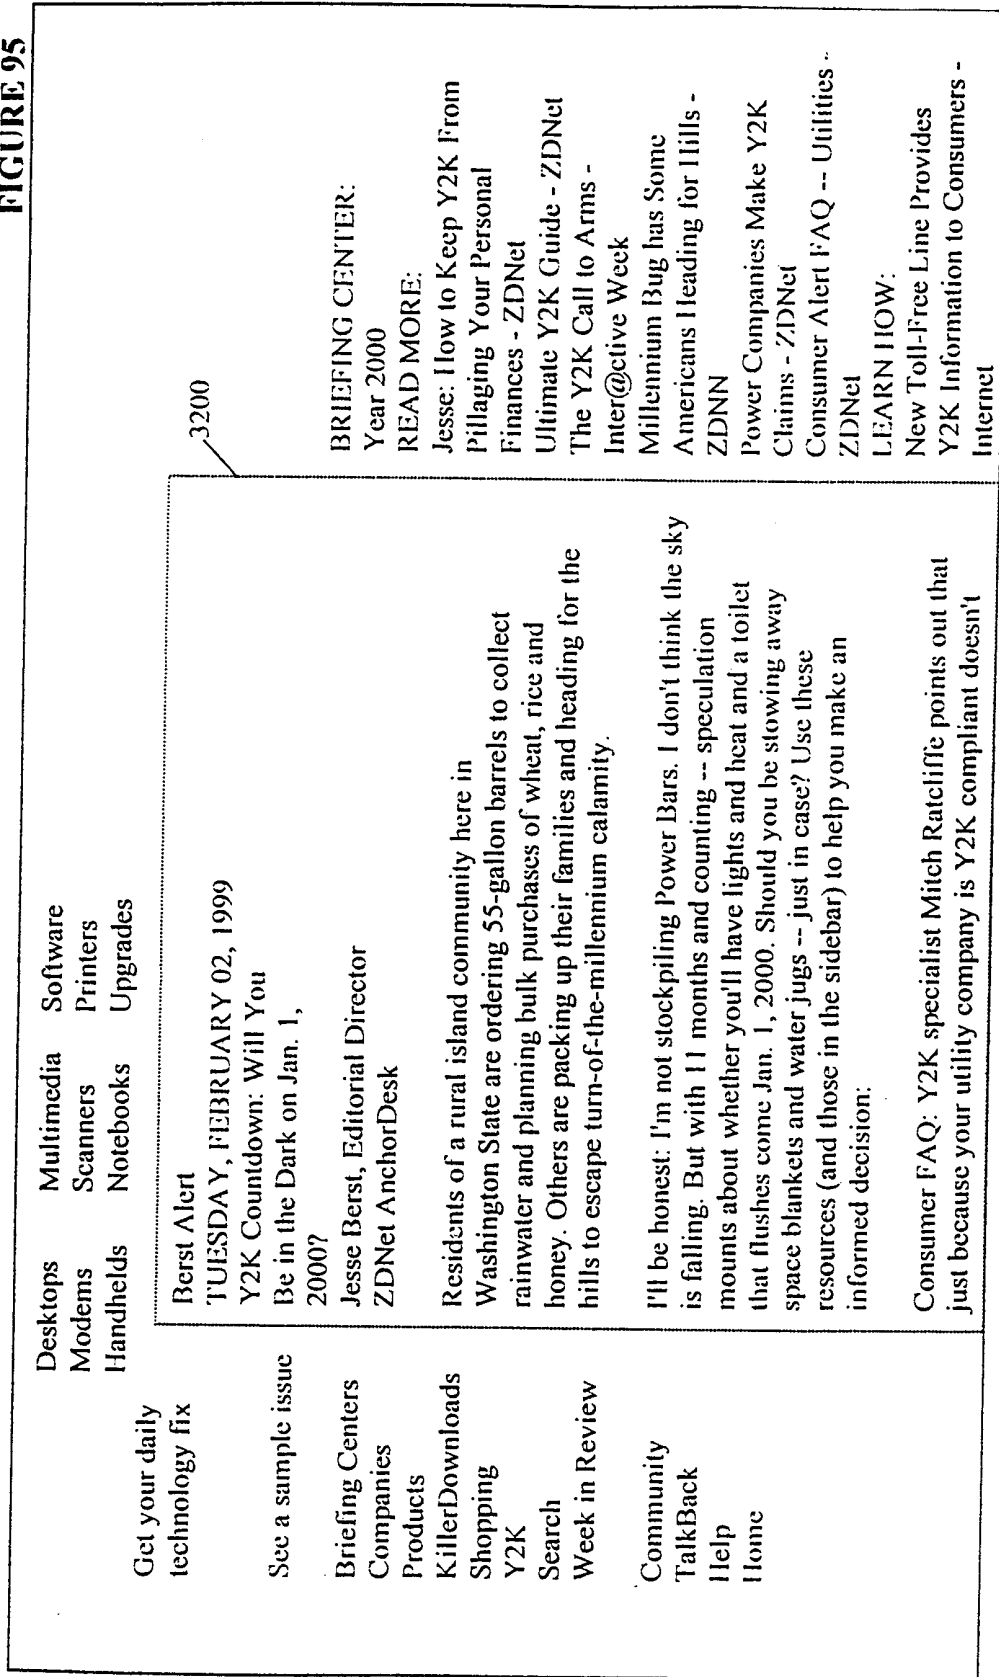 FIGURE 95
Desktops Multimedia Software
Modems Scanners Printers
Handhelds Notebooks Upgrades
Get your daily
technology fix
See a sample issue
Briefing Centers
Companies
Products
KillerDownloads
Shopping
Y2K
Search
Week in Review
Community
TalkBack
Help
Home
3200
Berst Alert
TUESDAY, FEBRUARY 02, 1999
Y2K Countdown: Will You
Be in the Dark on Jan. 1,
2000?
Jesse Berst, Editorial Director
ZDNet AnchorDesk
Residents of a rural island community here in
Washington State are ordering 55-gallon barrels to collect
rainwater and planning bulk purchases of wheat, rice and
honey. Others are packing up their families and heading for the
hills to escape turn-of-the-millennium calamity.
I'll be honest: I'm not stockpiling Power Bars. I don't think the sky
is falling. But with 11 months and counting -- speculation
mounts about whether you'll have lights and heat and a toilet
that flushes come Jan. 1, 2000. Should you be stowing away
space blankets and water jugs -- just in case? Use these
resources (and those in the sidebar) to help you make an
informed decision:
Consumer FAQ: Y2K specialist Mitch Ratcliffe points out that
just because your utility company is Y2K compliant doesn't
BRIEFING CENTER:
Year 2000
READ MORE:
Jesse: How to Keep Y2K From
Pillaging Your Personal
Finances - ZDNet
Ultimate Y2K Guide - ZDNet
The Y2K Call to Arms -
Inter@ctive Week
Millennium Bug has Some
Americans Heading for Hills -
ZDNN
Power Companies Make Y2K
Claims - ZDNet
Consumer Alert FAQ -- Utilities -
ZDNet
LEARN HOW:
New Toll-Free Line Provides
Y2K Information to Consumers -
Internet